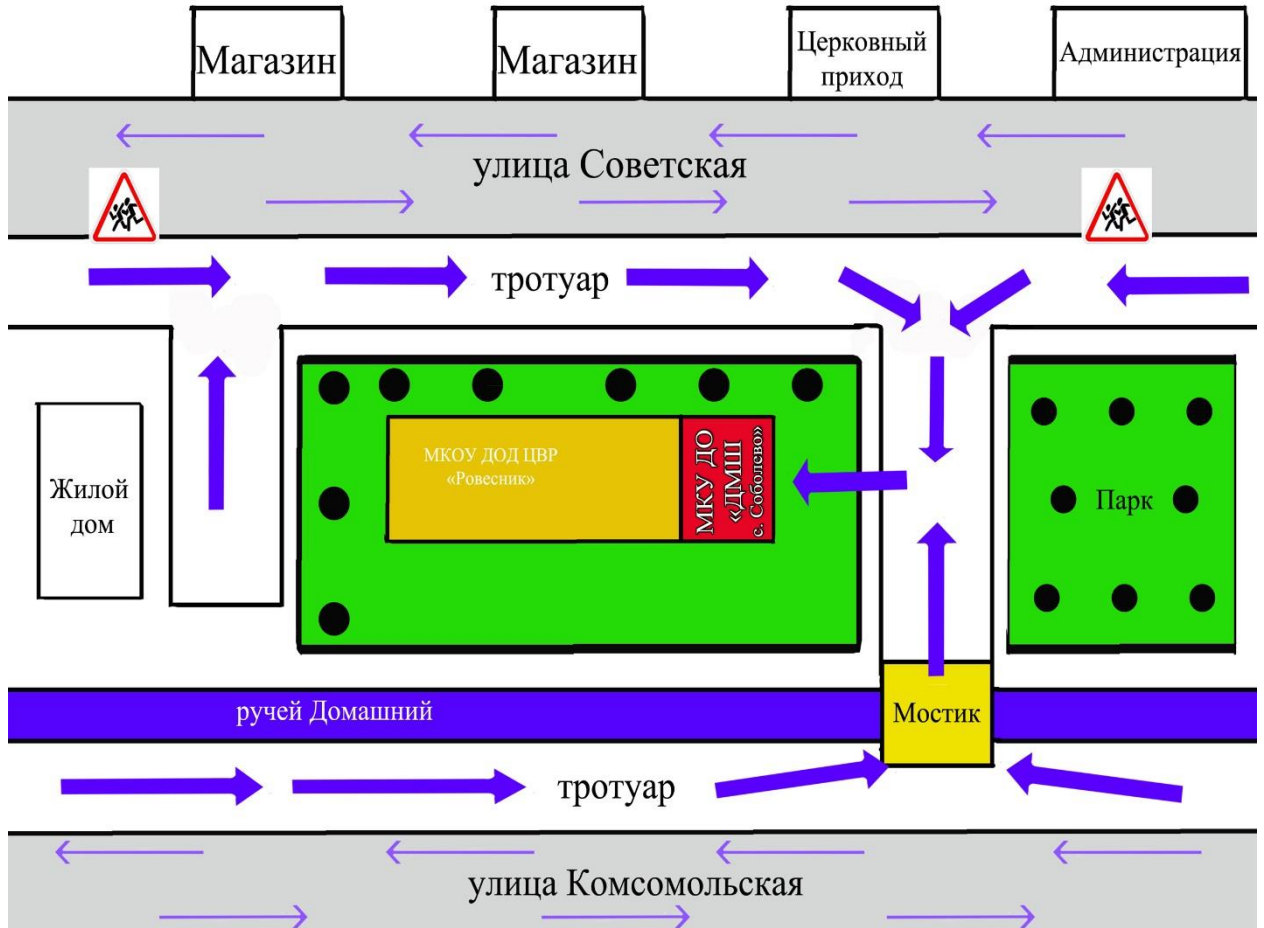 Магазин
Магазин
Церковный
приход
Администрация
улица Советская
тротуар
МКОУ ДОД ЦВР
«Ровесник»
МКУ ДО
«ДМШ
с. Соболево»
Жилой
дом
Парк
ручей Домашний
Мостик
тротуар
улица Комсомольская